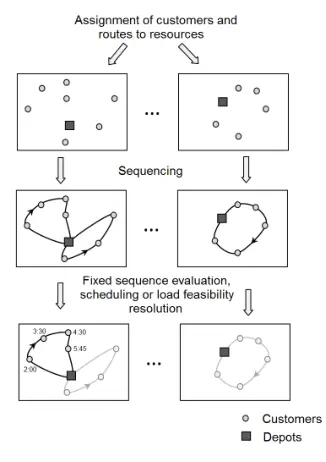 Assignment of customers and
routes to resources
...
Sequencing
...
Fixed sequence evaluation,
scheduling or load feasibility
resolution
3:30
4:30
5:45
2:00
...
Customers
Depots